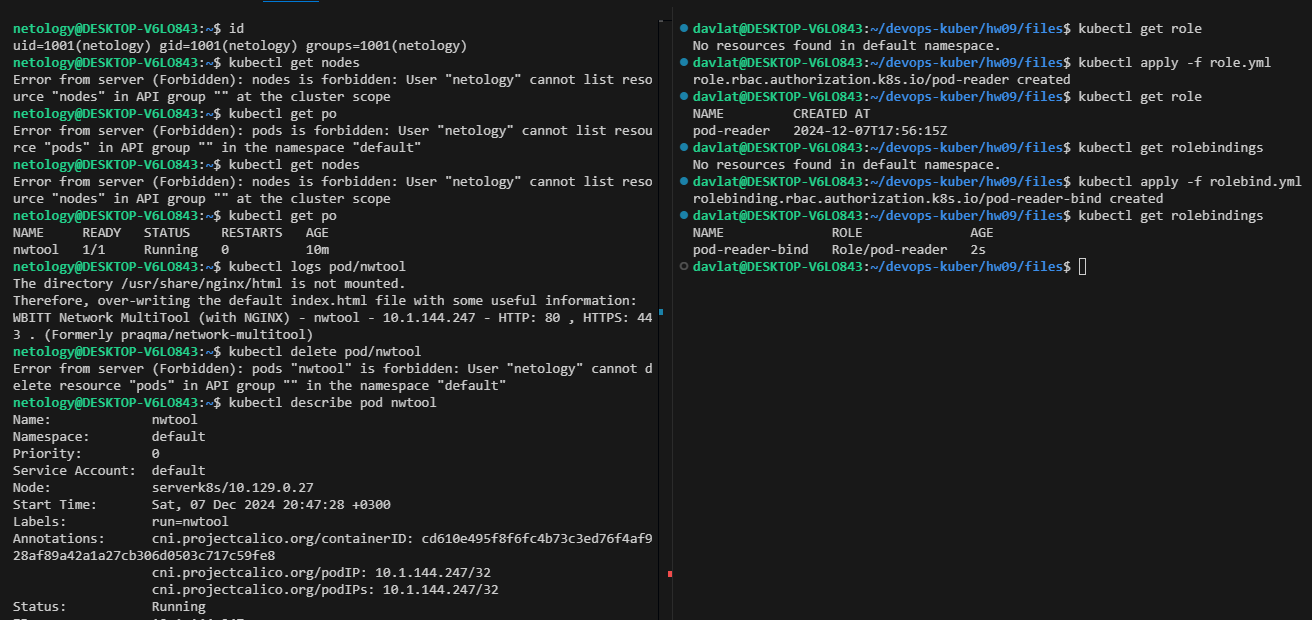 netology@DESKTOP-V6LO843:~$ id
uid=1001(netology) gid=1001(netology) groups=1001(netology)
netology@DESKTOP-V6LO843:~$ kubectl get nodes
Error from server (Forbidden): nodes is forbidden: User "netology" cannot list reso
urce "nodes" in API group "" at the cluster scope
netology@DESKTOP-V6LO843:~$ kubectl get po
Error from server (Forbidden): pods is forbidden: User "netology" cannot list resou
rce "pods" in API group "" in the namespace "default"
netology@DESKTOP-V6LO843:~$ kubectl get nodes
Error from server (Forbidden): nodes is forbidden: User "netology" cannot list reso
urce "nodes" in API group "" at the cluster scope
netology@DESKTOP-V6LO843:~$ kubectl get po
NAME     READY   STATUS    RESTARTS   AGE
nwtool   1/1     Running   0          10m
netology@DESKTOP-V6LO843:~$ kubectl logs pod/nwtool
The directory /usr/share/nginx/html is not mounted.
Therefore, over-writing the default index.html file with some useful information:
WBITT Network MultiTool (with NGINX) - nwtool - 10.1.144.247 - HTTP: 80 , HTTPS: 44
3 . (Formerly praqma/network-multitool)
netology@DESKTOP-V6LO843:~$ kubectl delete pod/nwtool
Error from server (Forbidden): pods "nwtool" is forbidden: User "netology" cannot d
elete resource "pods" in API group "" in the namespace "default"
netology@DESKTOP-V6LO843:~$ kubectl describe pod nwtool
Name:             nwtool
Namespace:        default
Priority:         0
Service Account:  default
Node:             serverk8s/10.129.0.27
Start Time:       Sat, 07 Dec 2024 20:47:28 +0300
Labels:           run=nwtool
Annotations:      cni.projectcalico.org/containerID: cd610e495f8f6fc4b73c3ed76f4af9
28af89a42a1a27cb306d0503c717c59fe8
                  cni.projectcalico.org/podIP: 10.1.144.247/32
                  cni.projectcalico.org/podIPs: 10.1.144.247/32
Status:           Running
davlat@DESKTOP-V6LO843:~/devops-kuber/hw09/files$ kubectl get role
No resources found in default namespace.
davlat@DESKTOP-V6LO843:~/devops-kuber/hw09/files$ kubectl apply -f role.yml
role.rbac.authorization.k8s.io/pod-reader created
davlat@DESKTOP-V6LO843:~/devops-kuber/hw09/files$ kubectl get role
NAME         CREATED AT
pod-reader   2024-12-07T17:56:15Z
davlat@DESKTOP-V6LO843:~/devops-kuber/hw09/files$ kubectl get rolebindings
No resources found in default namespace.
davlat@DESKTOP-V6LO843:~/devops-kuber/hw09/files$ kubectl apply -f rolebind.yml
rolebinding.rbac.authorization.k8s.io/pod-reader-bind created
davlat@DESKTOP-V6LO843:~/devops-kuber/hw09/files$ kubectl get rolebindings
NAME              ROLE              AGE
pod-reader-bind   Role/pod-reader   2s
davlat@DESKTOP-V6LO843:~/devops-kuber/hw09/files$